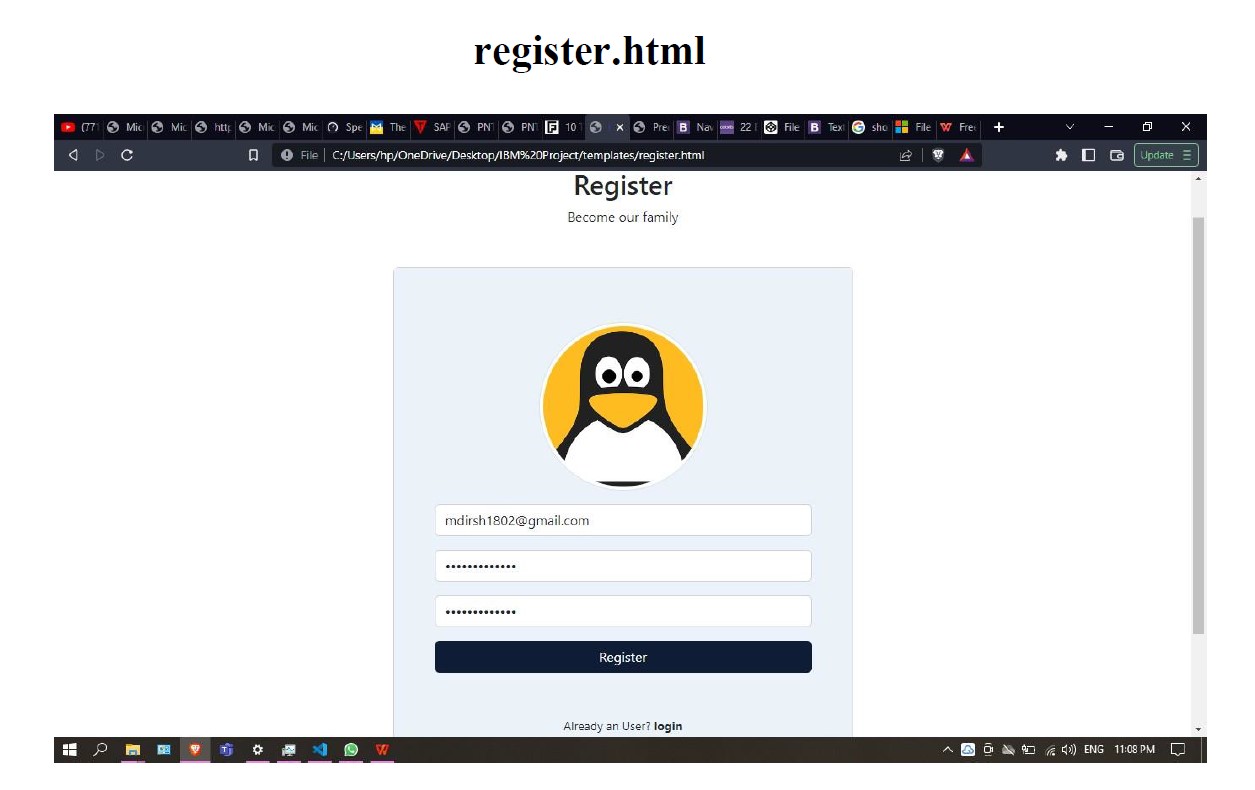 register.html
(77 Mic Mic http Mic Mic Spe The SAP PNT PNT 10 T Pre Nav 22 File Text sho File Free
File C:/Users/hp/OneDrive/Desktop/IBM%20Project/templates/register.html Update
Register
Become our family
mdirsh1802@gmail.com
•••••••••••••
•••••••••••••
Register
Already an User? login
ENG 11:08 PM